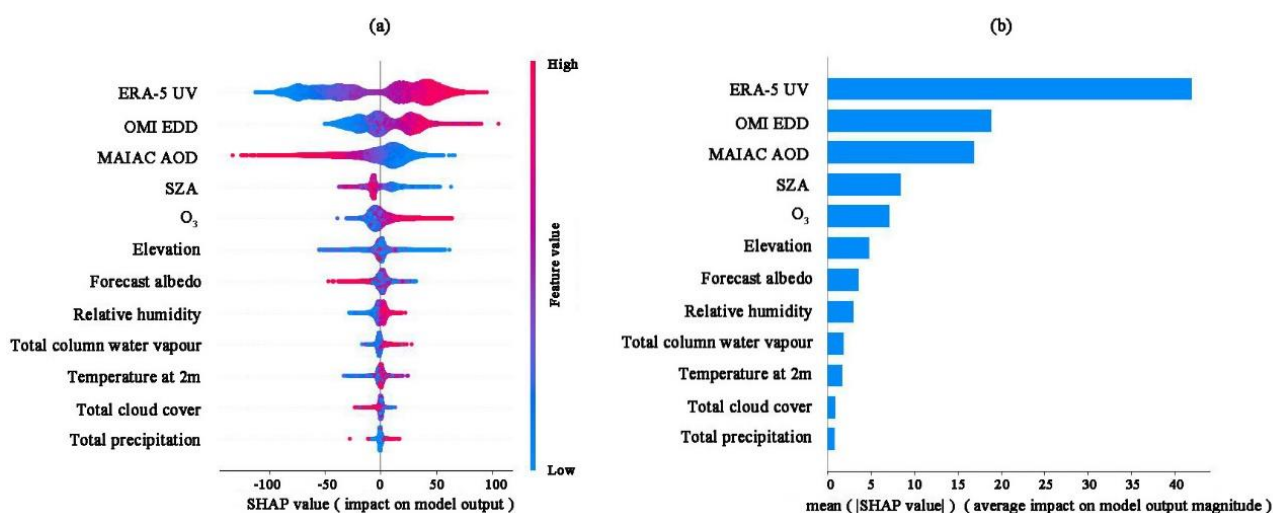 (a)
ERA-5 UV
OMI EDD
MAIAC AOD
SZA
O₃
Elevation
Forecast albedo
Relative humidity
Total column water vapour
Temperature at 2m
Total cloud cover
Total precipitation
-100 -50 0 50 100
SHAP value ( impact on model output )
High
Feature value
Low
(b)
ERA-5 UV
OMI EDD
MAIAC AOD
SZA
O₃
Elevation
Forecast albedo
Relative humidity
Total column water vapour
Temperature at 2m
Total cloud cover
Total precipitation
0 5 10 15 20 25 30 35 40
mean ( |SHAP value| ) ( average impact on model output magnitude )